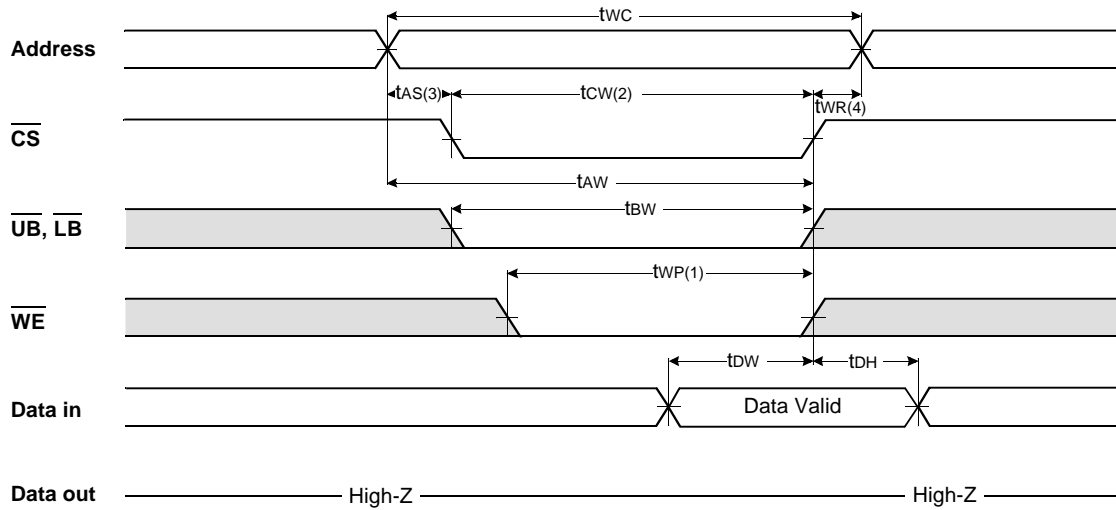 tWC
Address
tAS(3) tCW(2) tWR(4)
CS
tAW
UB, LB tBW
tWP(1)
WE
tDW tDH
Data in Data Valid
Data out High-Z High-Z